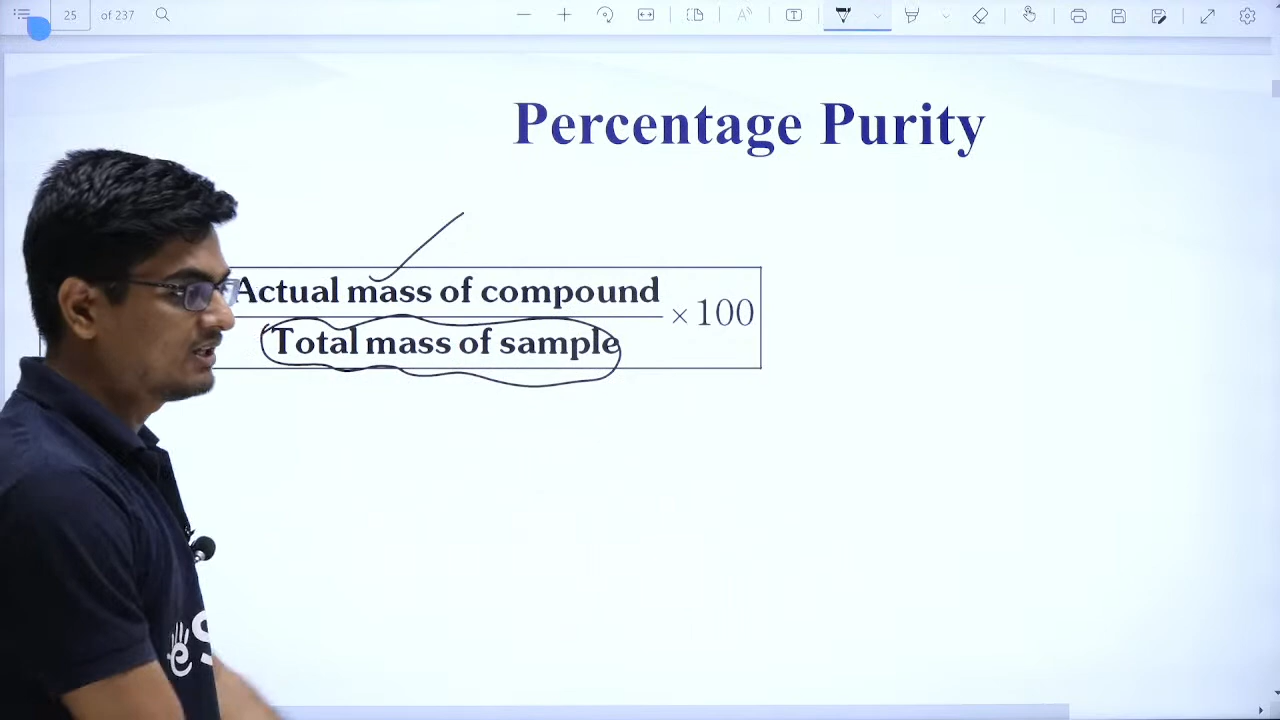 25 of 237
Percentage Purity
Actual mass of compound
Total mass of sample
× 100